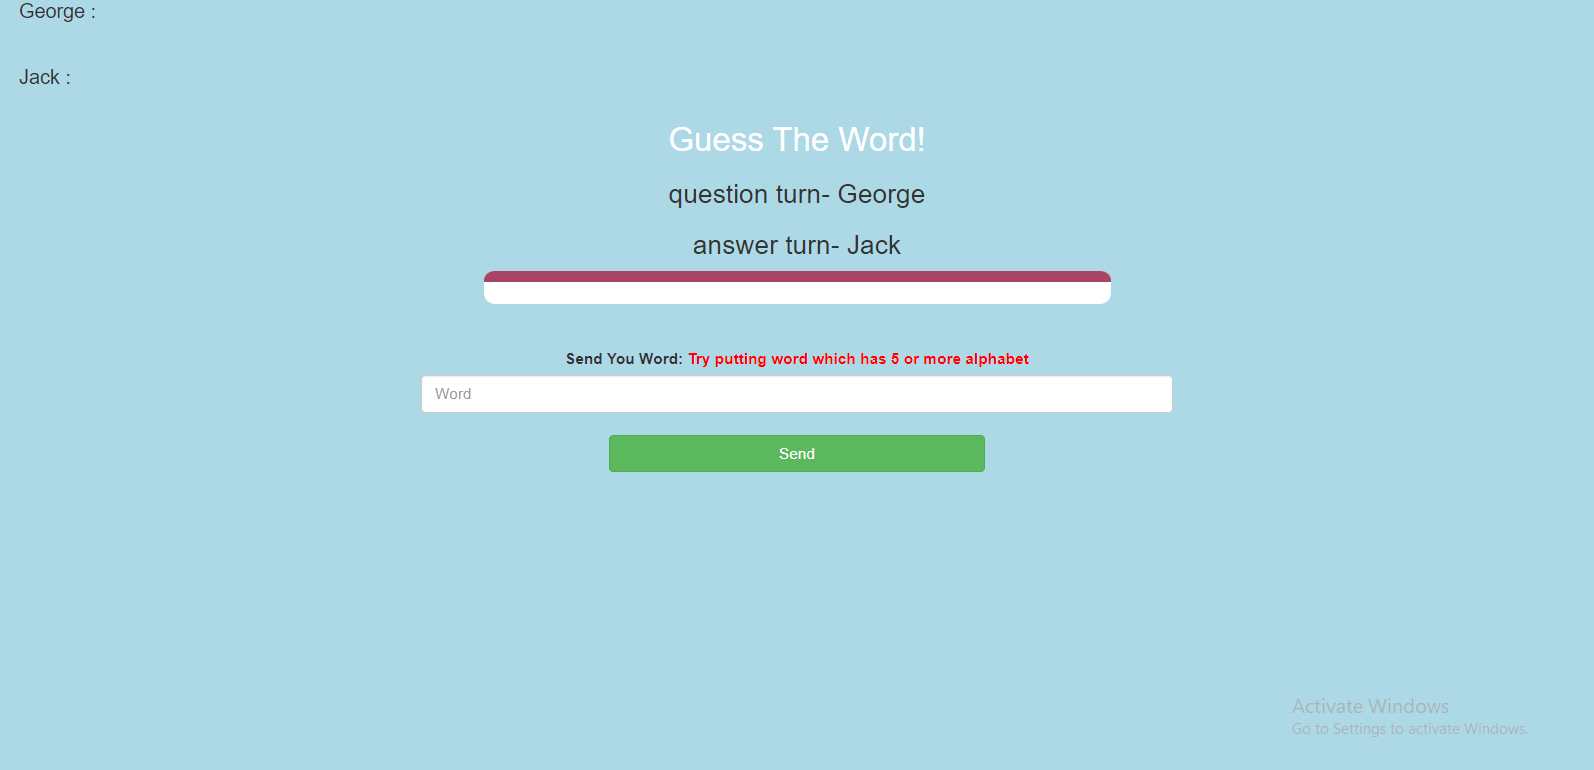 George :
Jack :
Guess The Word!
question turn- George
answer turn- Jack
Send You Word: Try putting word which has 5 or more alphabet
Word
Send
Activate Windows
Go to Settings to activate Windows.